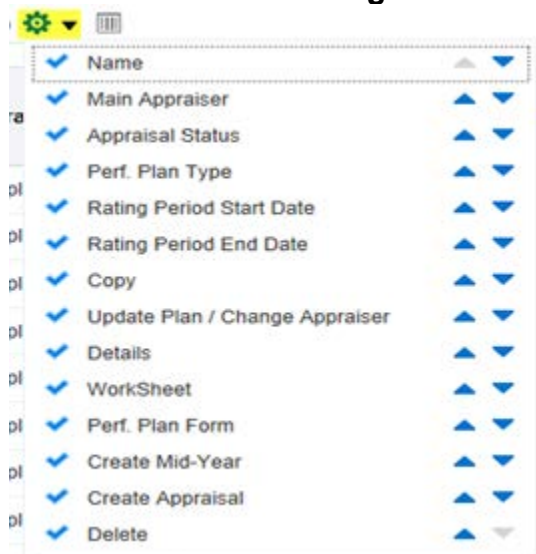 Name
Main Appraiser
Appraisal Status
Perf. Plan Type
Rating Period Start Date
Rating Period End Date
Copy
Update Plan / Change Appraiser
Details
WorkSheet
Perf. Plan Form
Create Mid-Year
Create Appraisal
Delete